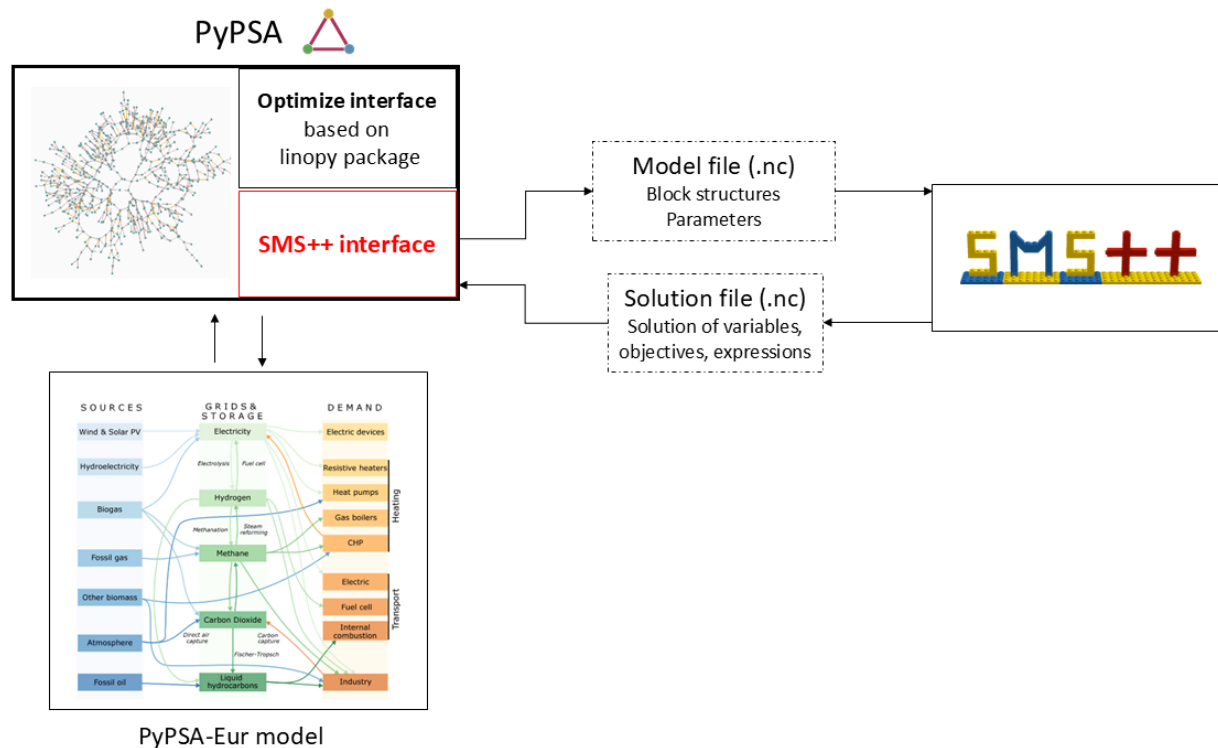 PyPSA
Optimize interface
based on
linopy package
SMS++ interface
Model file (.nc)
Block structures
Parameters
Solution file (.nc)
Solution of variables,
objectives, expressions
SMS++
SOURCES
GRIDS&
STORAGE
DEMAND
Wind & Solar PV
Electricity
Electric devices
Hydroelectricity
Electrolysis
Fuel cell
Resistive heaters
Biogas
Hydrogen
Heat pumps
Gas boilers
Heating
Methanation
Steam
reforming
Fossil gas
Methane
CHP
Other biomass
Electric
Fuel cell
Transport
Atmosphere
Carbon Dioxide
Internal
combustion
Direct air
capture
Carbon
capture
Fischer-Tropsch
Fossil oil
Liquid
hydrocarbons
Industry
PyPSA-Eur model